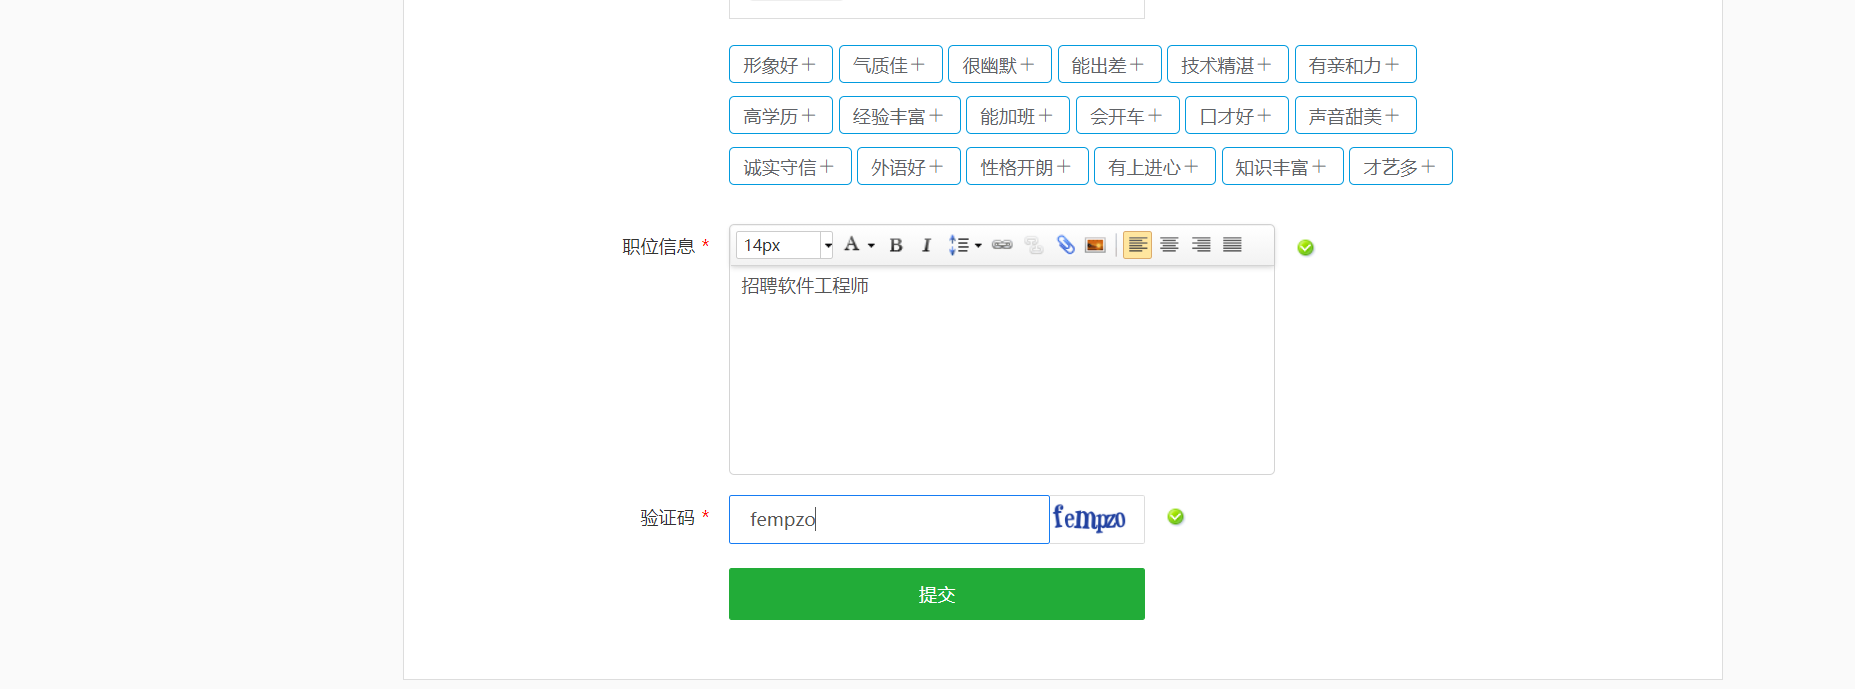 形象好+ 气质佳+ 很幽默+ 能出差+ 技术精湛+ 有亲和力+
高学历+ 经验丰富+ 能加班+ 会开车+ 口才好+ 声音甜美+
诚实守信+ 外语好+ 性格开朗+ 有上进心+ 知识丰富+ 才艺多+
职位信息 * 14px A B I
招聘软件工程师
验证码 * fempzo fempzo
提交